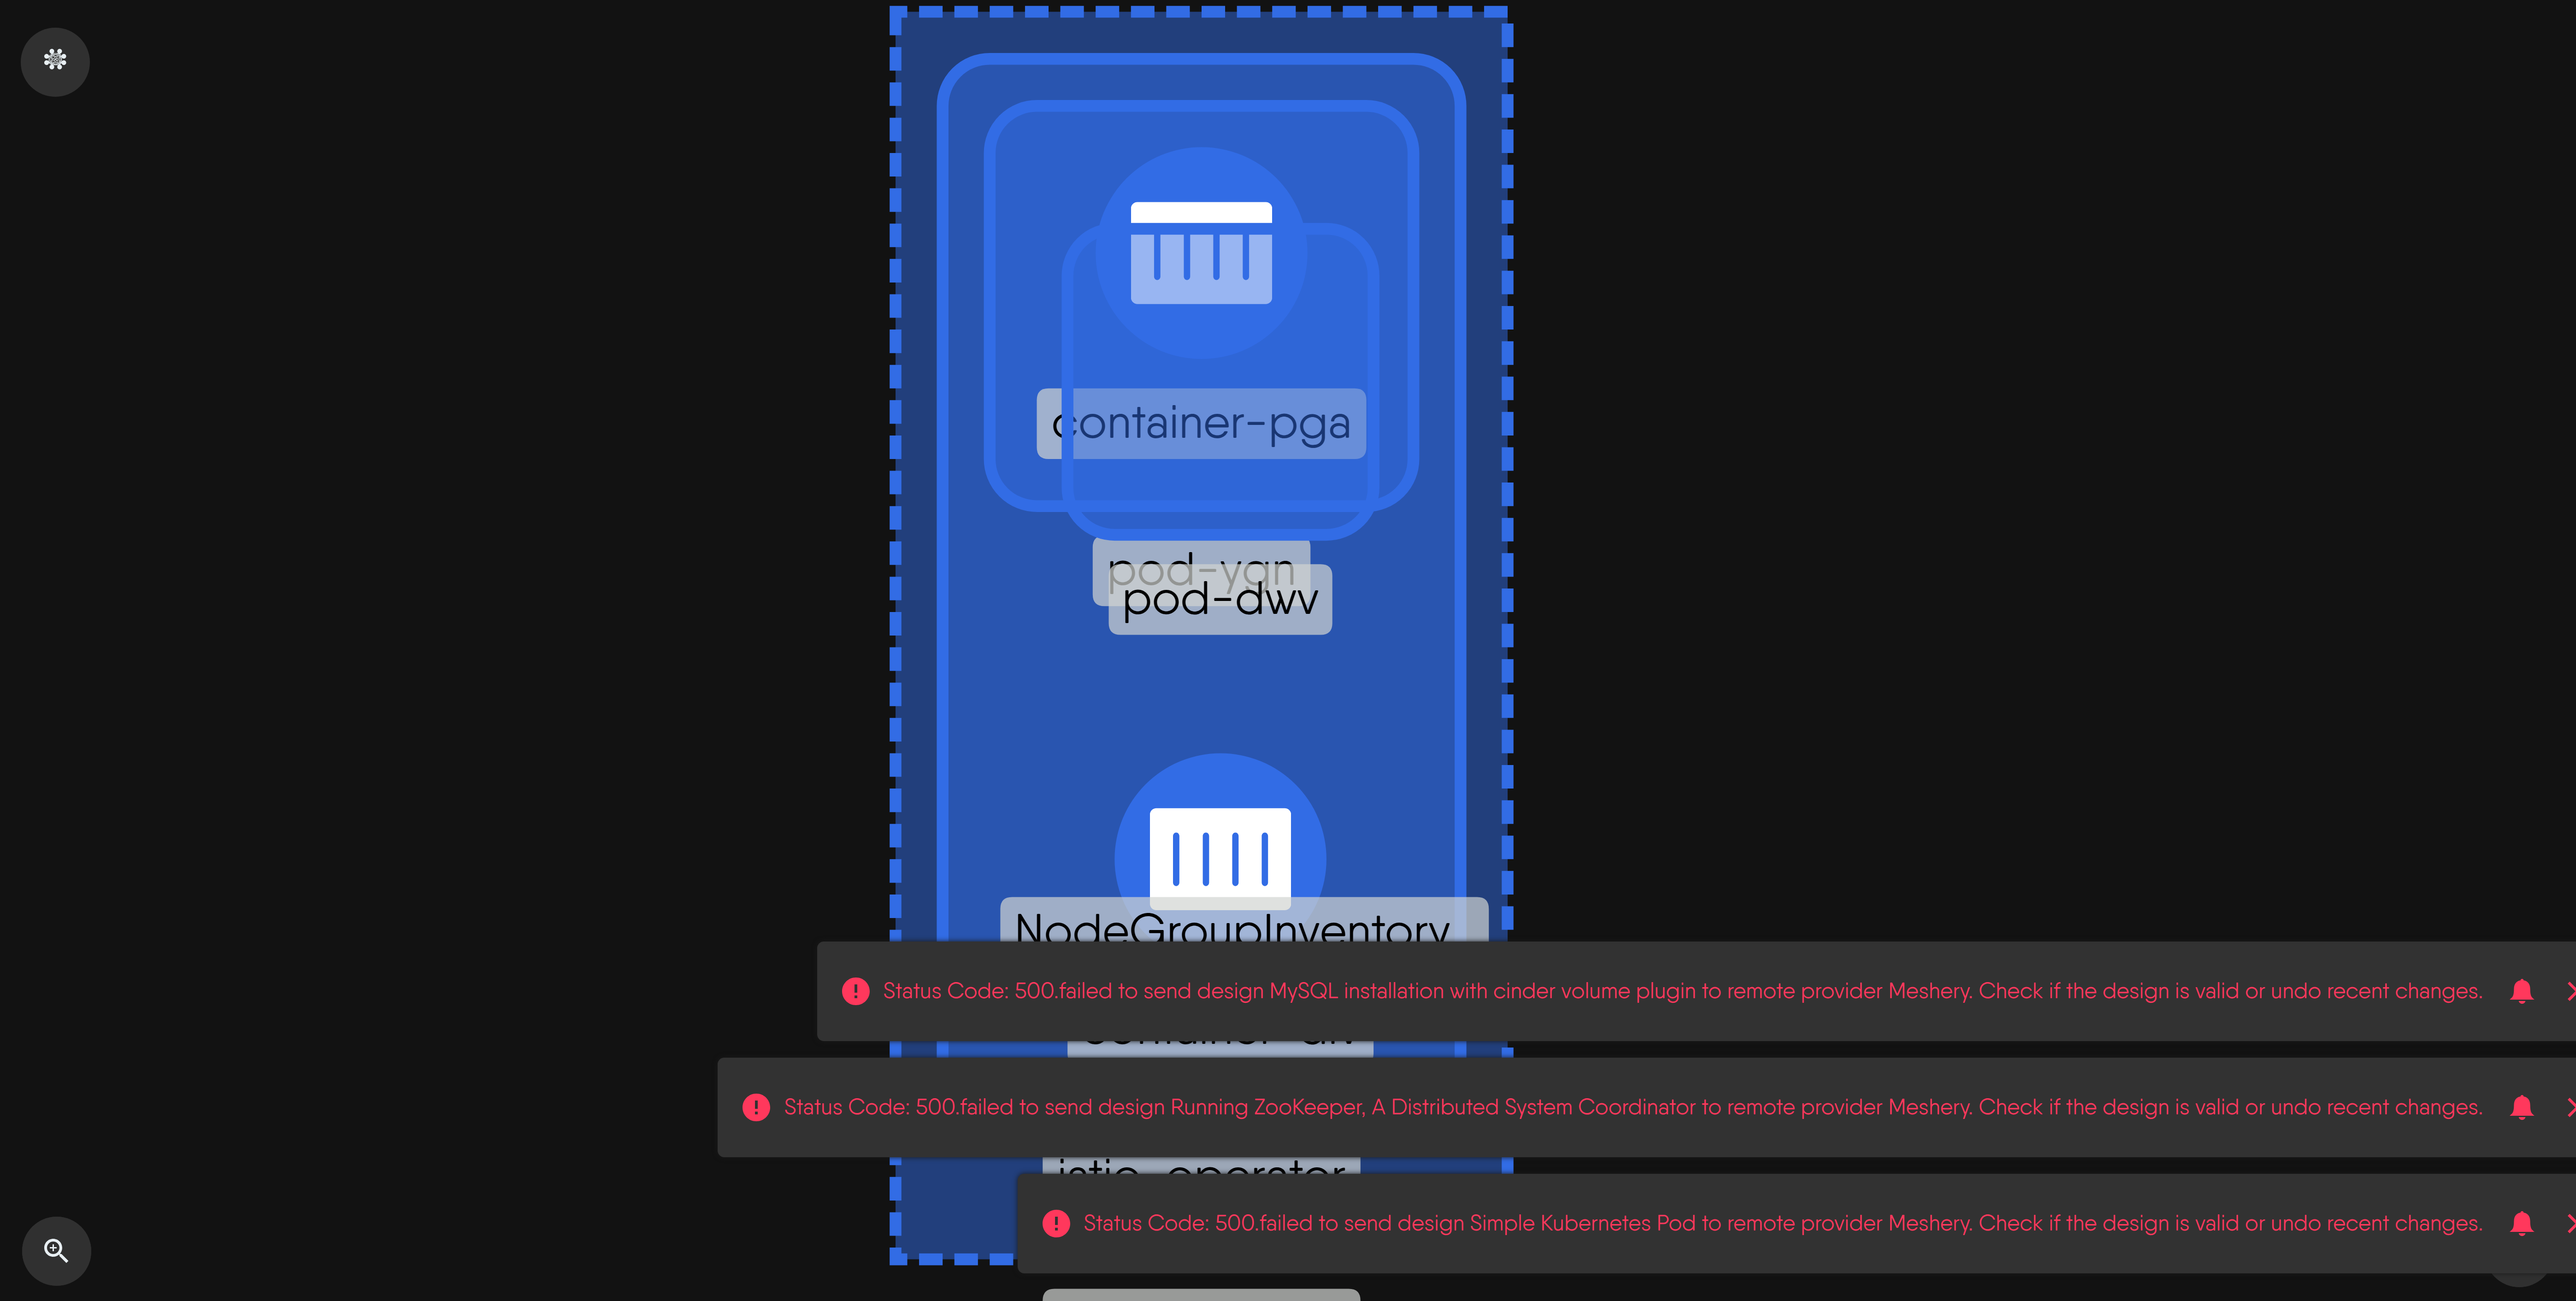 container-pga
pod-ygn
pod-dwv
NodeGroupInventory
Status Code: 500.failed to send design MySQL installation with cinder volume plugin to remote provider Meshery. Check if the design is valid or undo recent changes.
Status Code: 500.failed to send design Running ZooKeeper, A Distributed System Coordinator to remote provider Meshery. Check if the design is valid or undo recent changes.
istio-operator
Status Code: 500.failed to send design Simple Kubernetes Pod to remote provider Meshery. Check if the design is valid or undo recent changes.